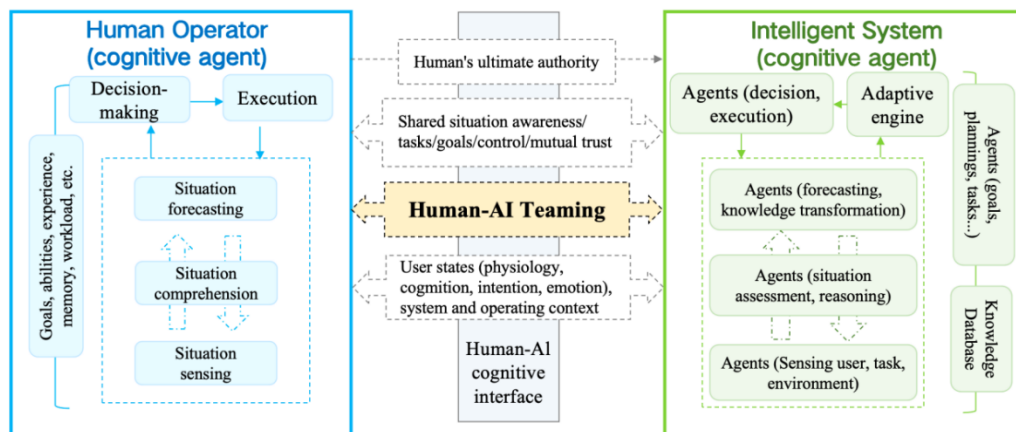 Human Operator
(cognitive agent)
Decision-
making
Execution
Situation
forecasting
Situation
comprehension
Situation
sensing
Goals, abilities, experience,
memory, workload, etc.
Human's ultimate authority
Shared situation awareness/
tasks/goals/control/mutual trust
Human-AI Teaming
User states (physiology,
cogmition, intention, emotion),
system and operating context
Human-A1
cognitive
interface
Intelligent System
(cognitive agent)
Agents (decision,
execution)
Adaptive
engine
Agents (forecasting,
knowledge transformation)
Agents (situation
assessment, reasoning)
Agents (Sensing user, task,
environment)
Agents (goals,
plannings, tasks...)
Knowledge
Database